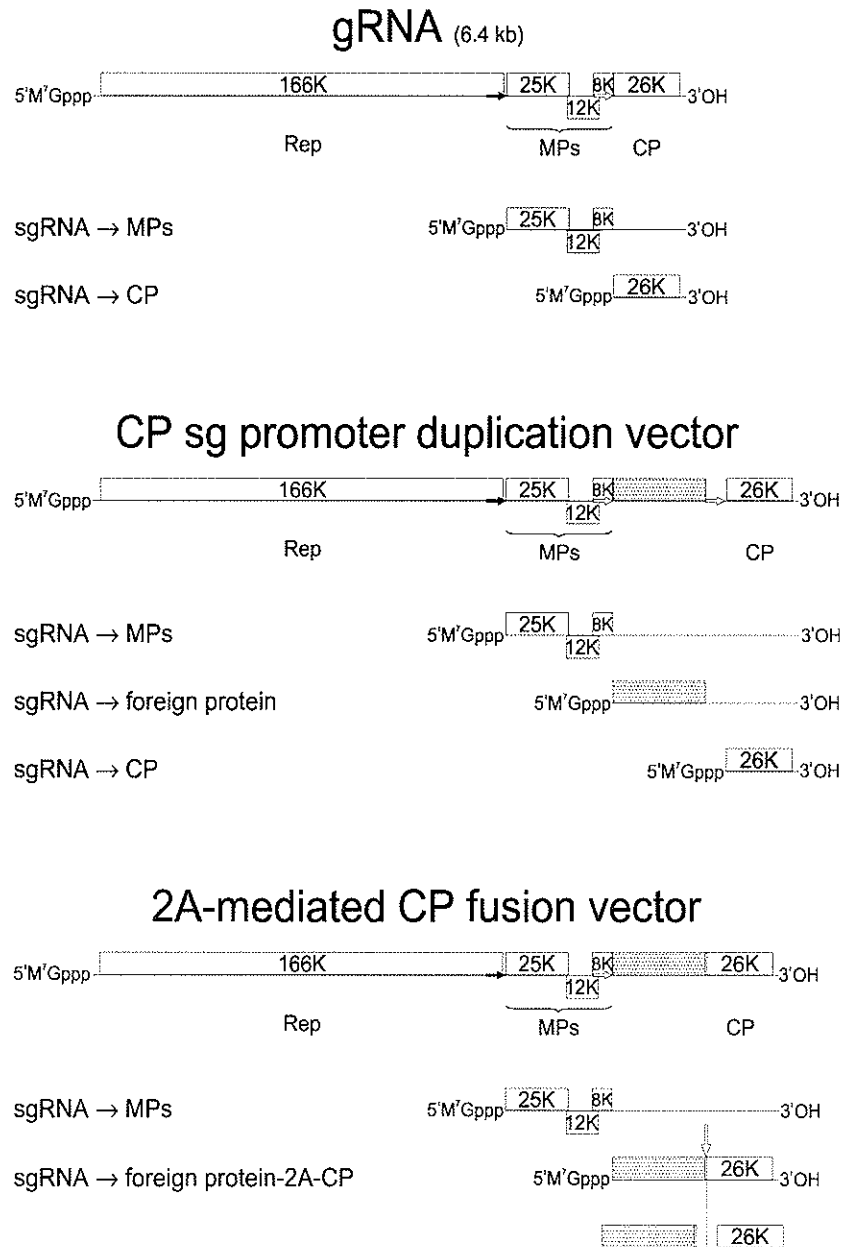 gRNA (6.4 kb)
5'M⁷Gppp 166K 25K 8K 26K 3'OH
12K
Rep MPs CP
sgRNA → MPs 5'M⁷Gppp 25K 8K 3'OH
12K
sgRNA → CP 5'M⁷Gppp 26K 3'OH
CP sg promoter duplication vector
5'M⁷Gppp 166K 25K 8K 26K 3'OH
12K
Rep MPs CP
sgRNA → MPs 5'M⁷Gppp 25K 8K 3'OH
12K
sgRNA → foreign protein 5'M⁷Gppp 3'OH
sgRNA → CP 5'M⁷Gppp 26K 3'OH
2A-mediated CP fusion vector
5'M⁷Gppp 166K 25K 8K 26K 3'OH
12K
Rep MPs CP
sgRNA → MPs 5'M⁷Gppp 25K 8K 3'OH
12K
sgRNA → foreign protein-2A-CP 5'M⁷Gppp 26K 3'OH
26K